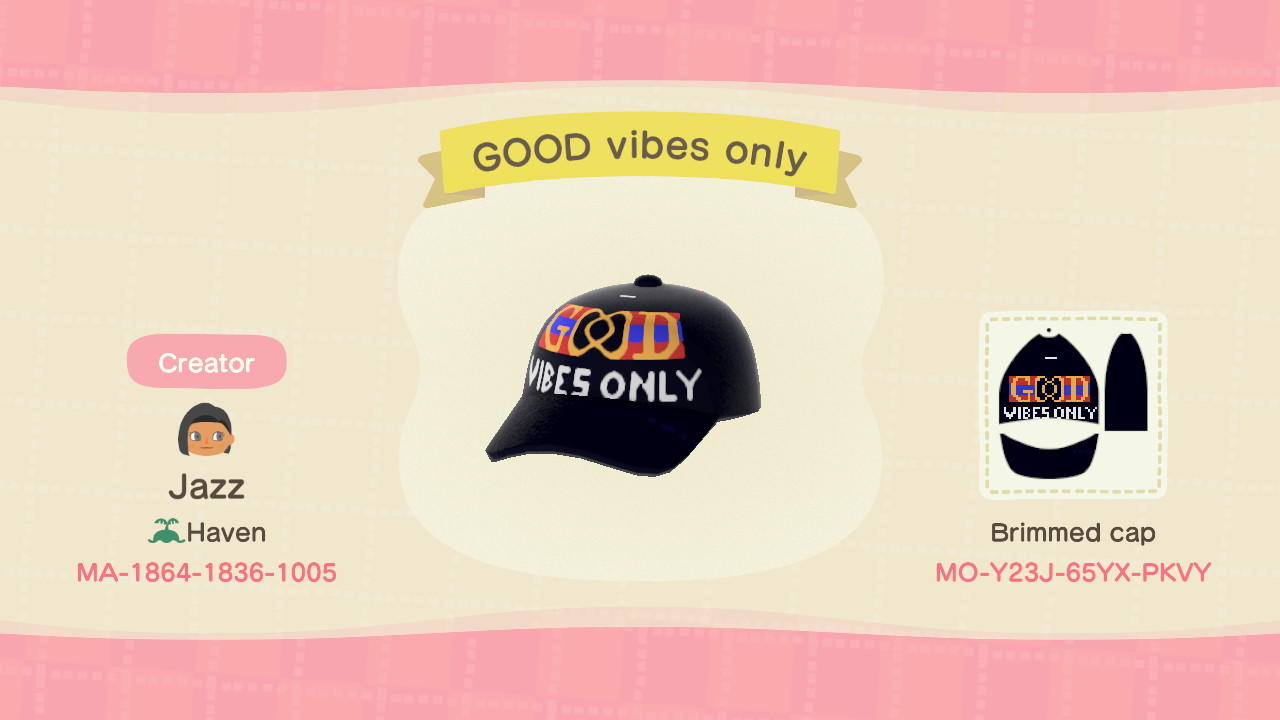 GOOD vibes only
GOOD
VIBES ONLY
Creator
Jazz
Haven
MA-1864-1836-1005
GOOD
VIBES ONLY
Brimmed cap
MO-Y23J-65YX-PKVY